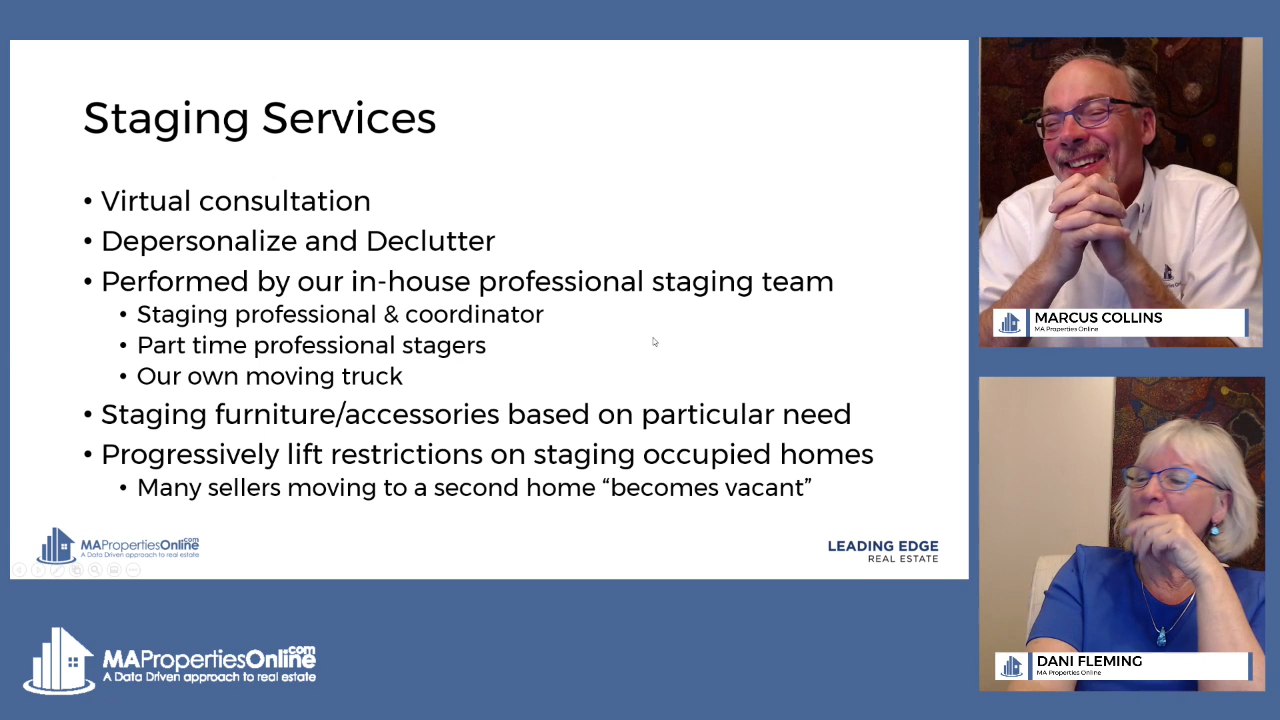 Staging Services
• Virtual consultation
• Depersonalize and Declutter
• Performed by our in-house professional staging team
• Staging professional & coordinator
• Part time professional stagers
• Our own moving truck
• Staging furniture/accessories based on particular need
• Progressively lift restrictions on staging occupied homes
• Many sellers moving to a second home “becomes vacant”
MAPropertiesOnline.com
A Data Driven approach to real estate
LEADING EDGE
REAL ESTATE
MARCUS COLLINS
MA Properties Online
DANI FLEMING
MA Properties Online
MAPropertiesOnline.com
A Data Driven approach to real estate